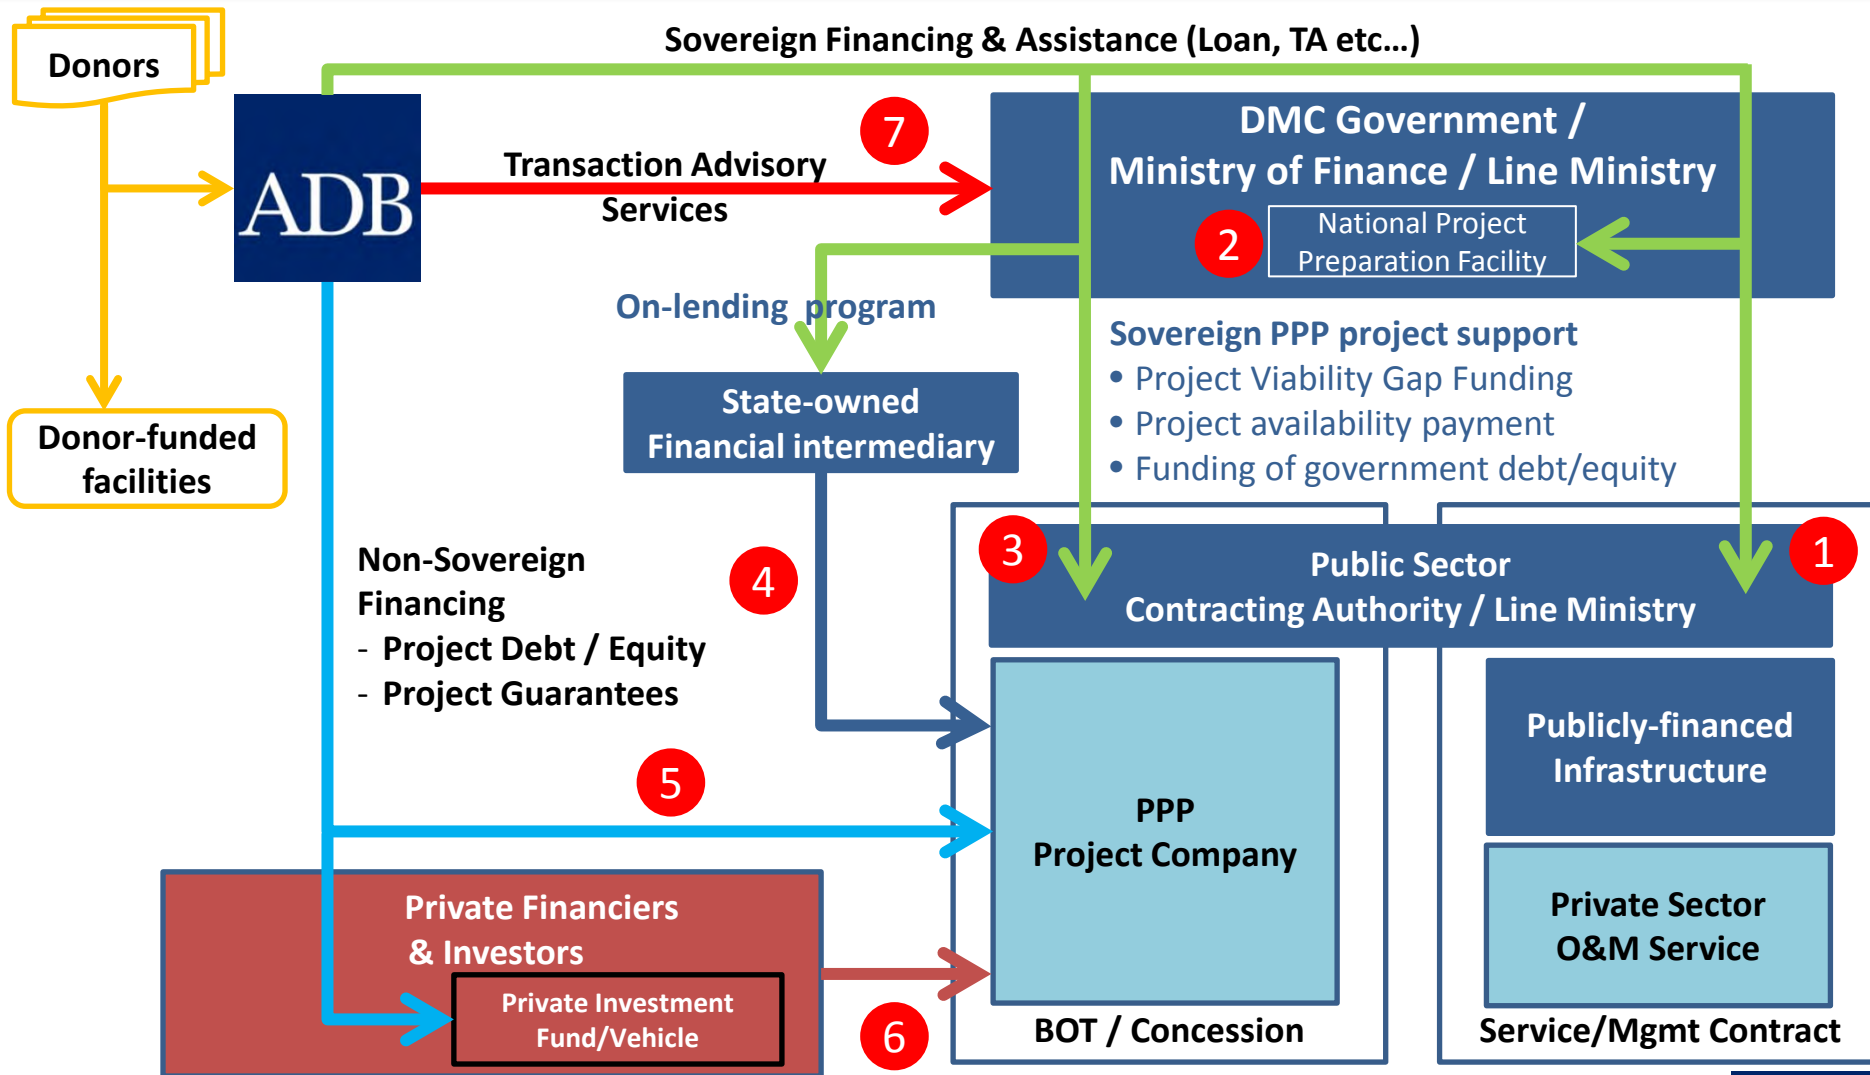 Sovereign Financing & Assistance (Loan, TA etc...)
Donors
ADB
7
Transaction Advisory
Services
DMC Government /
Ministry of Finance / Line Ministry
2
National Project
Preparation Facility
On-lending program
Sovereign PPP project support
• Project Viability Gap Funding
• Project availability payment
• Funding of government debt/equity
State-owned
Financial intermediary
Donor-funded
facilities
Non-Sovereign
Financing
- Project Debt / Equity
- Project Guarantees
4
3
1
Public Sector
Contracting Authority / Line Ministry
5
PPP
Project Company
Publicly-financed
Infrastructure
Private Sector
O&M Service
Private Financiers
& Investors
Private Investment
Fund/Vehicle
6
BOT / Concession
Service/Mgmt Contract